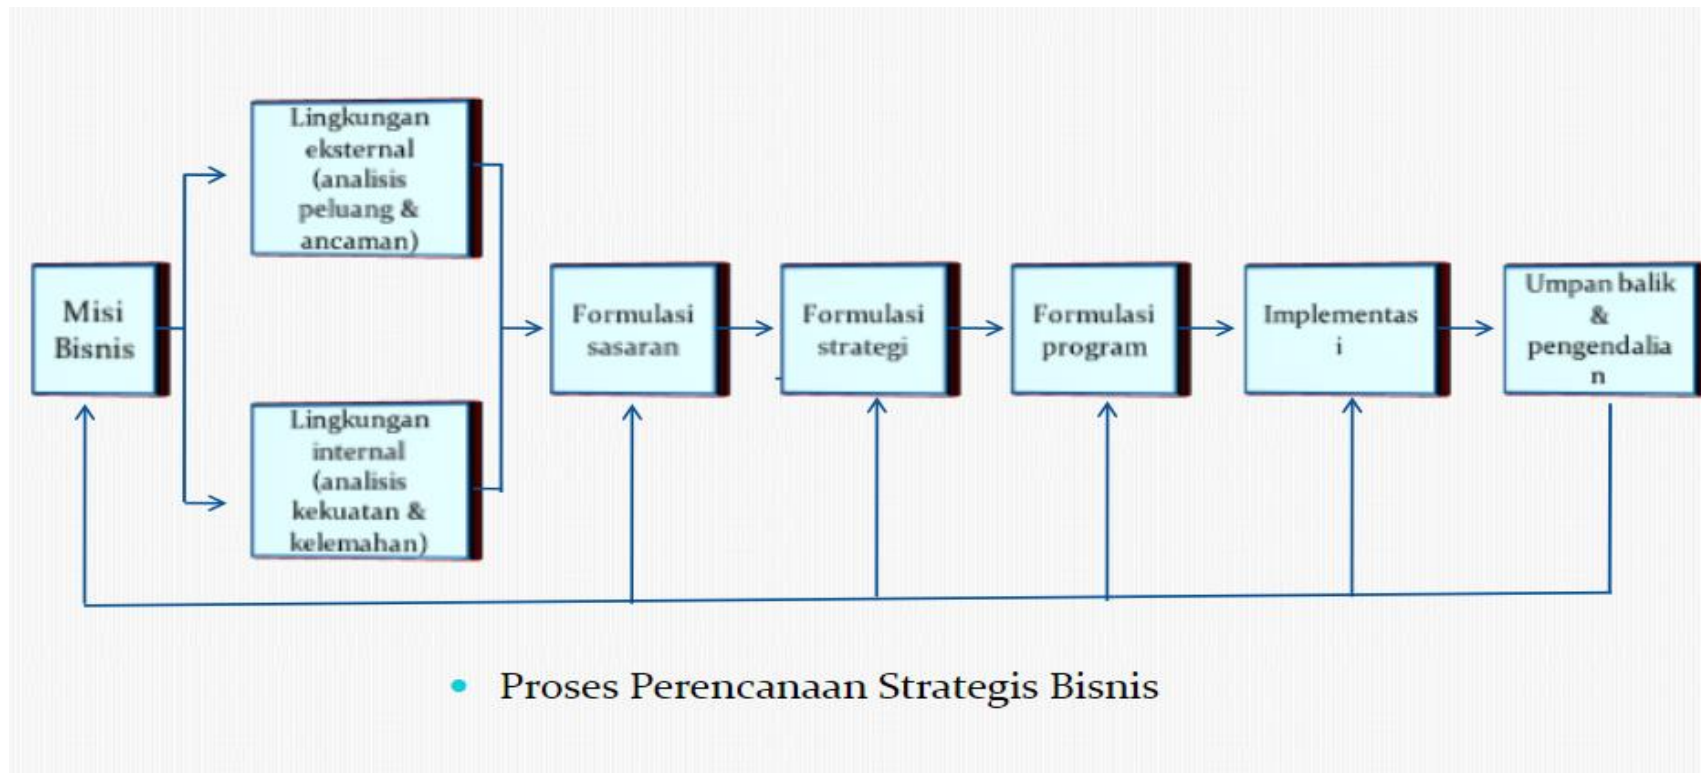 Misi
Bisnis
Lingkungan
eksternal
(analisis
peluang &
ancaman)
Lingkungan
internal
(analisis
kekuatan &
kelemahan)
Formulasi
sasaran
Formulasi
strategi
Formulasi
program
Implementas
i
Umpan balik
&
pengendalia
n
• Proses Perencanaan Strategis Bisnis